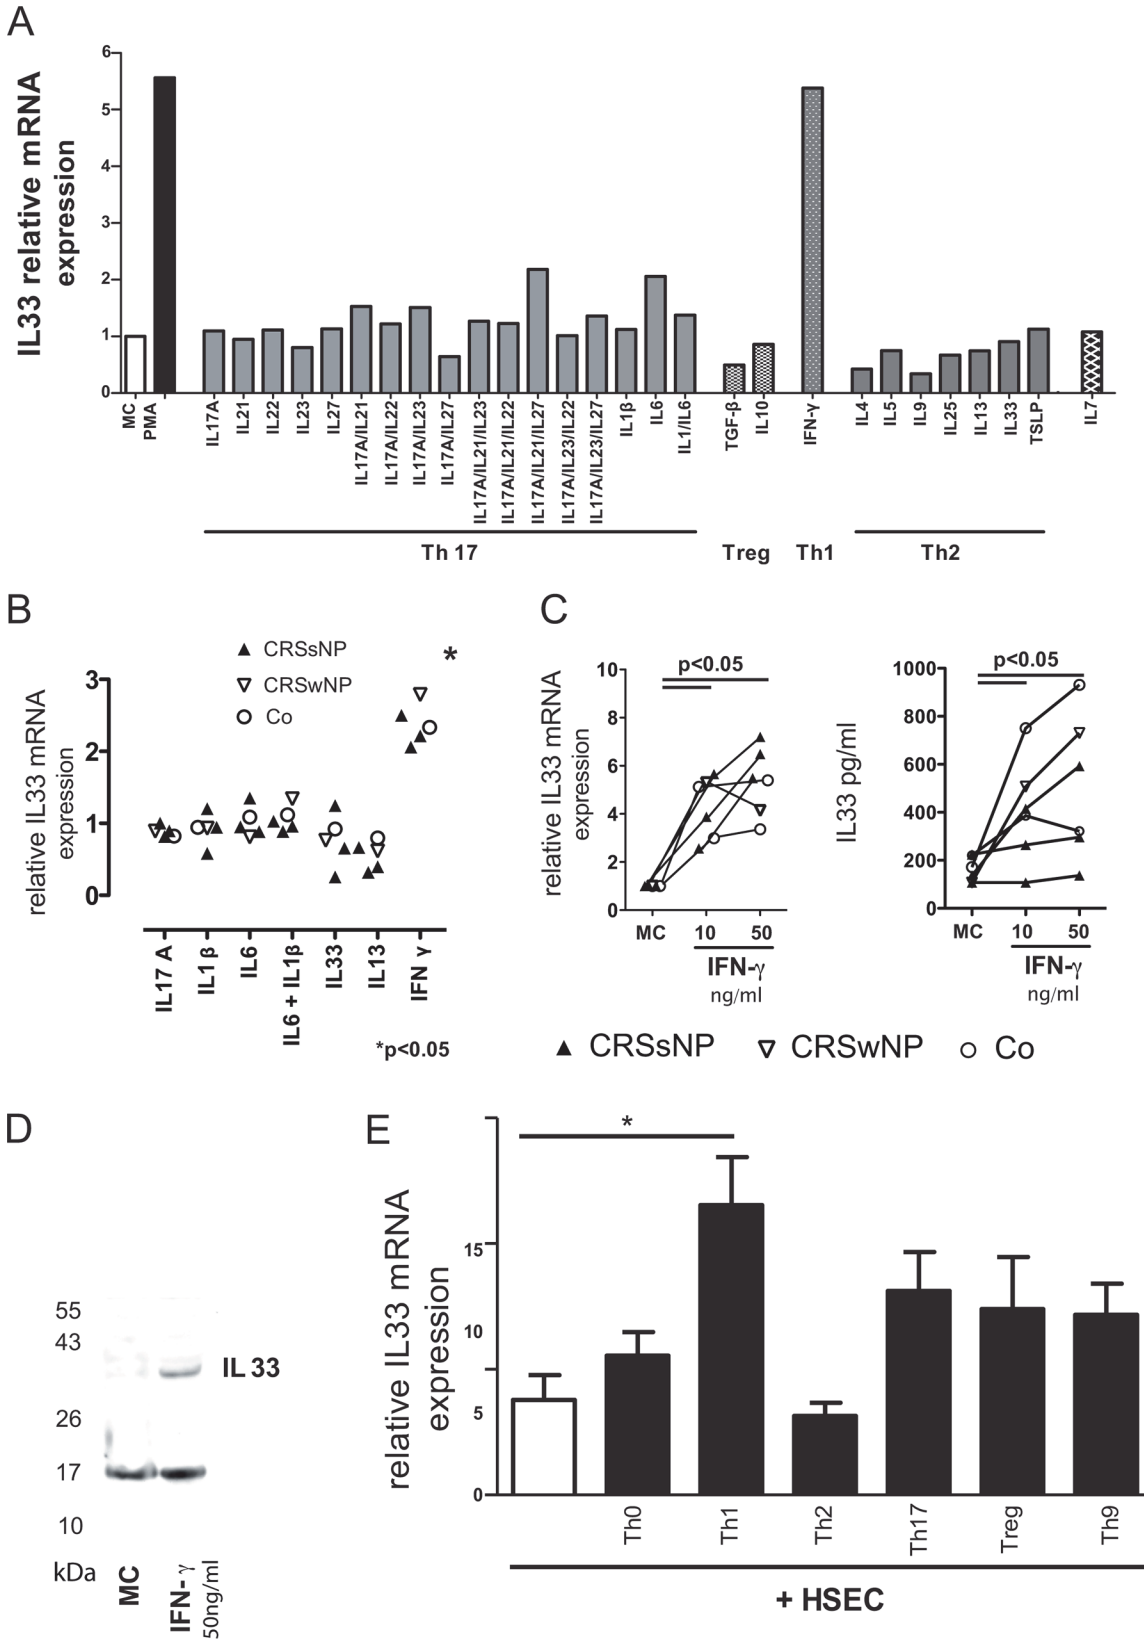 A
IL33 relative mRNA
expression
6
5
4
3
2
1
0
MC
PMA
IL17A
IL21
IL22
IL23
IL27
IL17A/IL21
IL17A/IL22
IL17A/IL23
IL17A/IL27
IL17A/IL21/IL23
IL17A/IL21/IL22
IL17A/IL21/IL27
IL17A/IL23/IL22
IL17A/IL23/IL27
IL1β
IL6
IL1/IL6
TGF-β
IL10
IFN-γ
IL4
IL5
IL9
IL25
IL13
IL33
TSLP
IL7
Th 17
Treg
Th1
Th2
B
relative IL33 mRNA
expression
3
2
1
0
CRSsNP
CRSwNP
Co
*
IL17 A
IL1 β
IL6
IL6 + IL1β
IL33
IL13
IFN γ
*p<0.05
C
relative IL33 mRNA
expression
10
8
6
4
2
0
p<0.05
MC
10
50
IFN-γ
ng/ml
IL33 pg/ml
1000
800
600
400
200
0
p<0.05
MC
10
50
IFN-γ
ng/ml
CRSsNP
CRSwNP
Co
D
55
43
26
17
10
kDa
IL 33
MC
IFN- γ
50ng/ml
E
relative IL33 mRNA
expression
15
10
5
0
*
Th0
Th1
Th2
Th17
Treg
Th9
+ HSEC